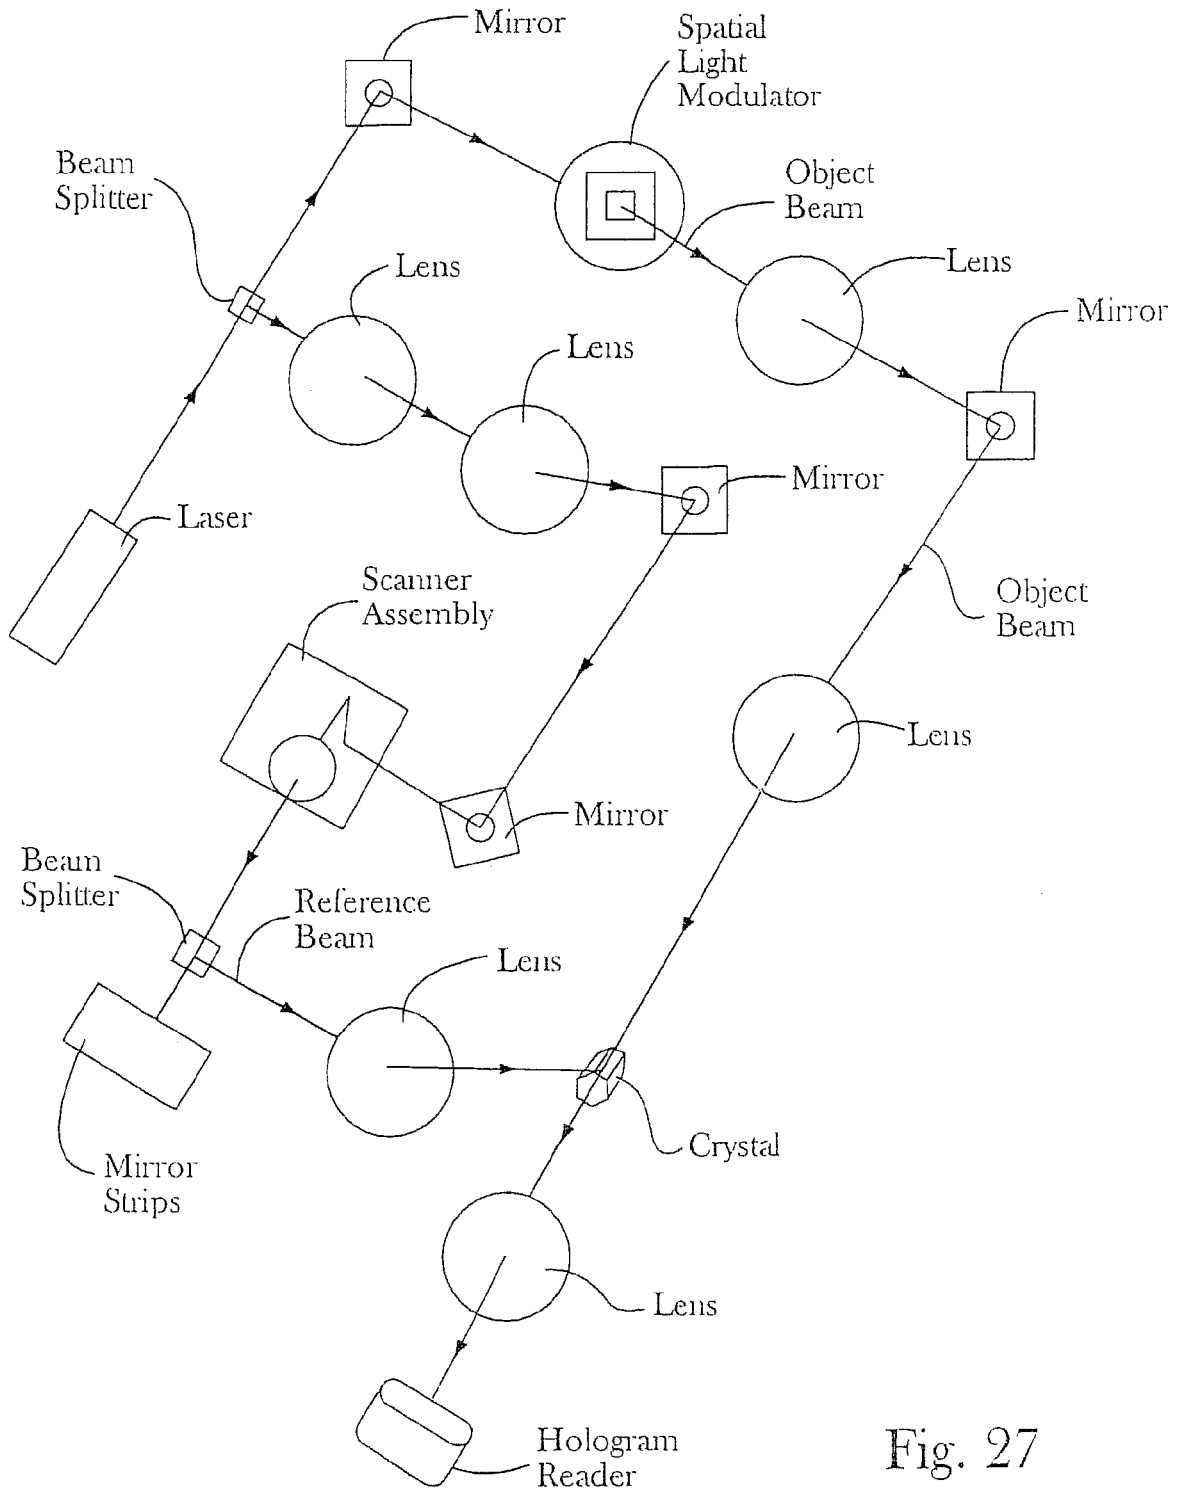 Mirror
Spatial
Light
Modulator
Beam
Splitter
Object
Beam
Lens
Lens
Mirror
Lens
Mirror
Laser
Scanner
Assembly
Object
Beam
Lens
Mirror
Beam
Splitter
Reference
Beam
Lens
Crystal
Mirror
Strips
Lens
Hologram
Reader
Fig. 27